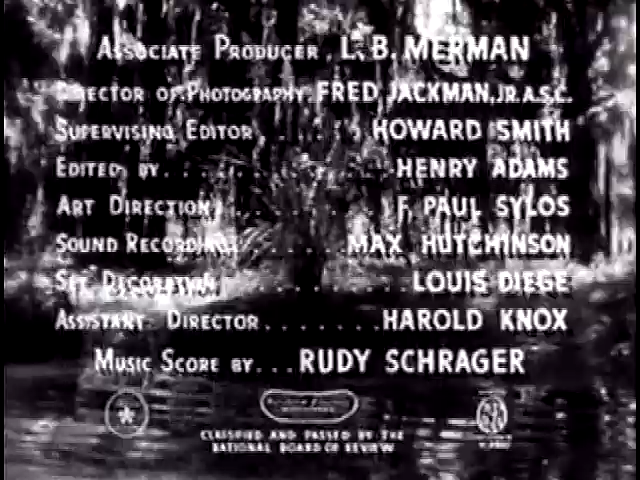 ASSOCIATE PRODUCER . L. B. MERMAN
DIRECTOR OF PHOTOGRAPHY. FRED JACKMAN, JR. A.S.C.
SUPERVISING EDITOR . . . . . . HOWARD SMITH
EDITED BY . . . . . . . . . . . . HENRY ADAMS
ART DIRECTION . . . . . . . . . . F. PAUL SYLOS
SOUND RECORDING . . . . . . MAX HUTCHINSON
SET DECORATION . . . . . . . . . . LOUIS DIEGE
ASSISTANT DIRECTOR . . . . . . . HAROLD KNOX
MUSIC SCORE BY . . . RUDY SCHRAGER
CLASSIFIED AND PASSED BY THE
NATIONAL BOARD OF REVIEW